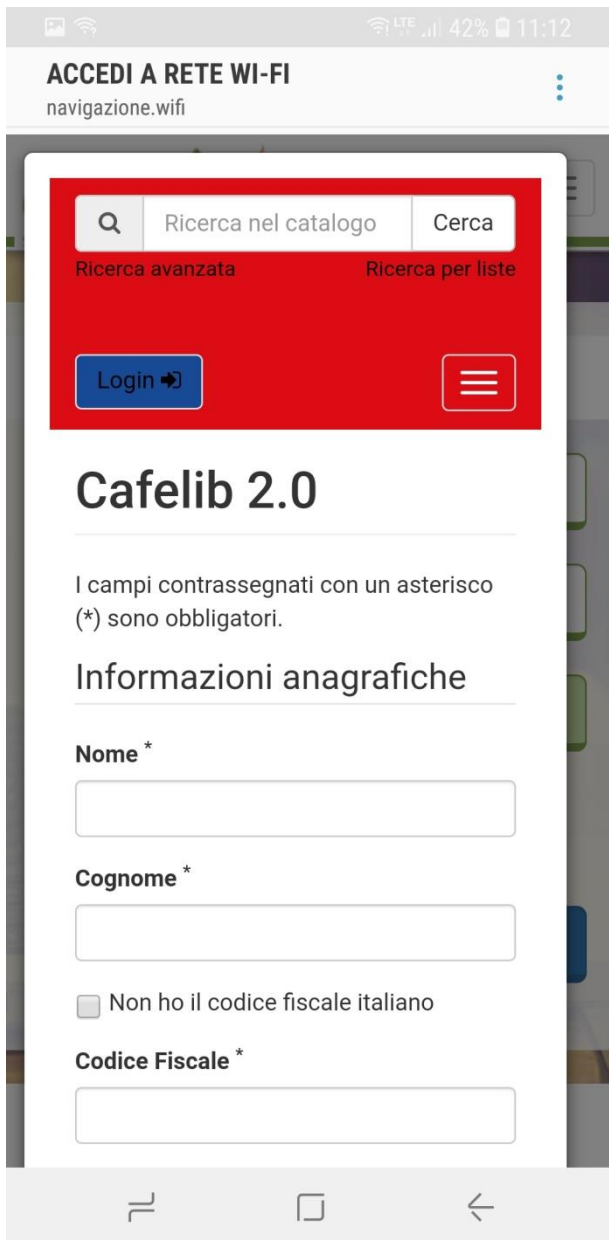 LTE 42% 11:12
ACCEDI A RETE WI-FI
navigazione.wifi
Ricerca nel catalogo Cerca
Ricerca avanzata Ricerca per liste
Login
Cafelib 2.0
I campi contrassegnati con un asterisco
(*) sono obbligatori.
Informazioni anagrafiche
Nome *
Cognome *
Non ho il codice fiscale italiano
Codice Fiscale *